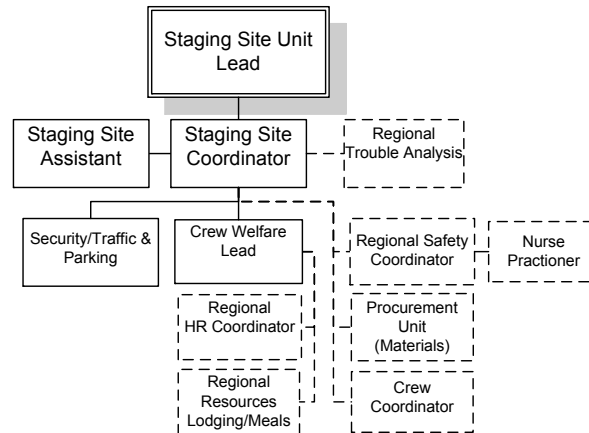 Staging Site Unit
Lead
Staging Site
Assistant
Staging Site
Coordinator
Regional
Trouble Analysis
Security/Traffic &
Parking
Crew Welfare
Lead
Regional Safety
Coordinator
Nurse
Practioner
Regional
HR Coordinator
Procurement
Unit
(Materials)
Regional
Resources
Lodging/Meals
Crew
Coordinator